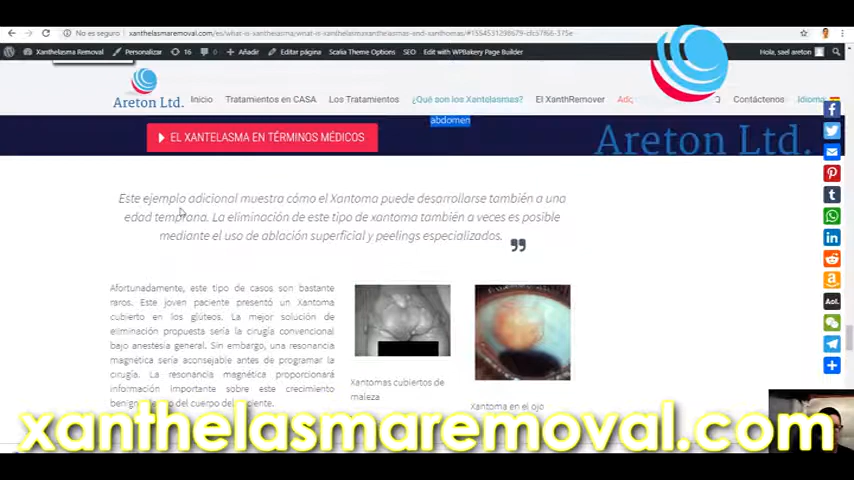 No es seguro xanthelasmaremoval.com/es/what-is-xanthelasma/what-is-xanthelasmaxanthelasmas-and-xanthomas/#1554531298679-cfc57f66-375e
Xanthelasma Removal Personalizar 16 Añadir Editar página Scalia Theme Options SEO Edit with WPBakery Page Builder Hola, sael areton
Areton Ltd. Inicio Tratamientos en CASA Los Tratamientos ¿Qué son los Xantelasmas? El XanthRemover Contáctenos Idioma:
abdomen
EL XANTELASMA EN TÉRMINOS MÉDICOS
Areton Ltd.
Este ejemplo adicional muestra cómo el Xantoma puede desarrollarse también a una
edad temprana. La eliminación de este tipo de xantoma también a veces es posible
mediante el uso de ablación superficial y peelings especializados.
Afortunadamente, este tipo de casos son bastante
raros. Este joven paciente presentó un Xantoma
cubierto en los glúteos. La mejor solución de
eliminación propuesta sería la cirugía convencional
bajo anestesia general. Sin embargo, una resonancia
magnética sería aconsejable antes de programar la
cirugía. La resonancia magnética proporcionará
información importante sobre este crecimiento
Xantomas cubiertos de
maleza
Xantoma en el ojo
Aol.
xanthelasmaremoval.com